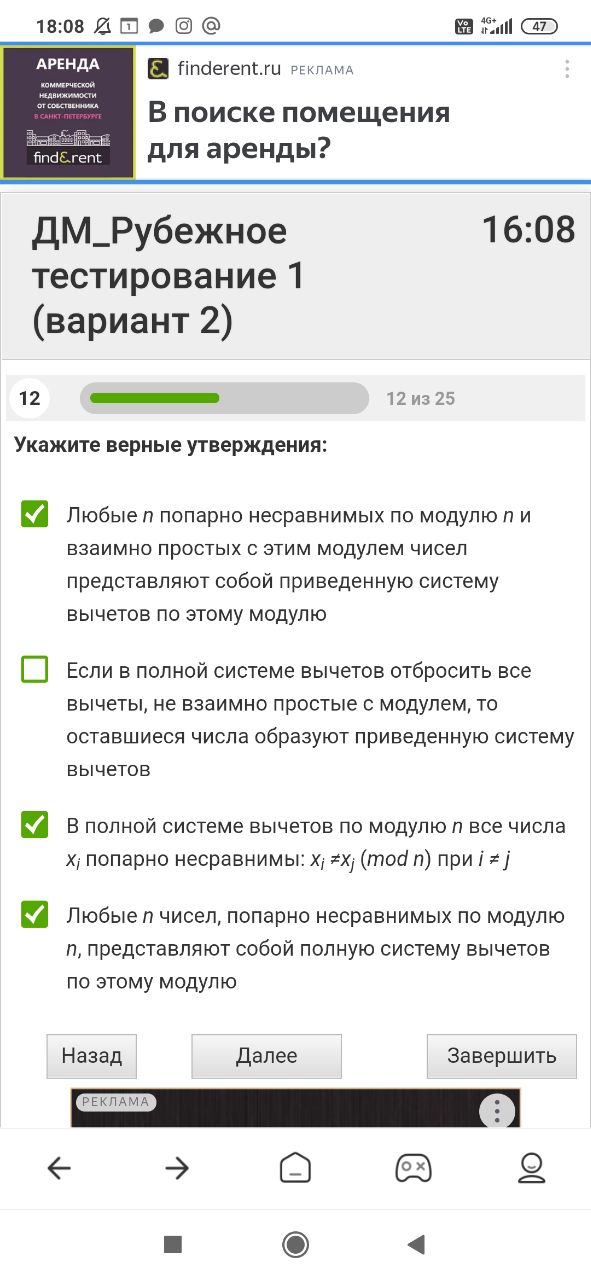 18:08
1
Vo LTE
4G+
47
АРЕНДА
КОММЕРЧЕСКОЙ
НЕДВИЖИМОСТИ
ОТ СОБСТВЕННИКА
В САНКТ-ПЕТЕРБУРГЕ
find&rent
finderent.ru РЕКЛАМА
В поиске помещения
для аренды?
ДМ_Рубежное
тестирование 1
(вариант 2)
16:08
12
12 из 25
Укажите верные утверждения:
Любые n попарно несравнимых по модулю n и
взаимно простых с этим модулем чисел
представляют собой приведенную систему
вычетов по этому модулю
Если в полной системе вычетов отбросить все
вычеты, не взаимно простые с модулем, то
оставшиеся числа образуют приведенную систему
вычетов
В полной системе вычетов по модулю n все числа
xi попарно несравнимы: xi ≠xj (mod n) при i ≠ j
Любые n чисел, попарно несравнимых по модулю
n, представляют собой полную систему вычетов
по этому модулю
Назад
Далее
Завершить
РЕКЛАМА